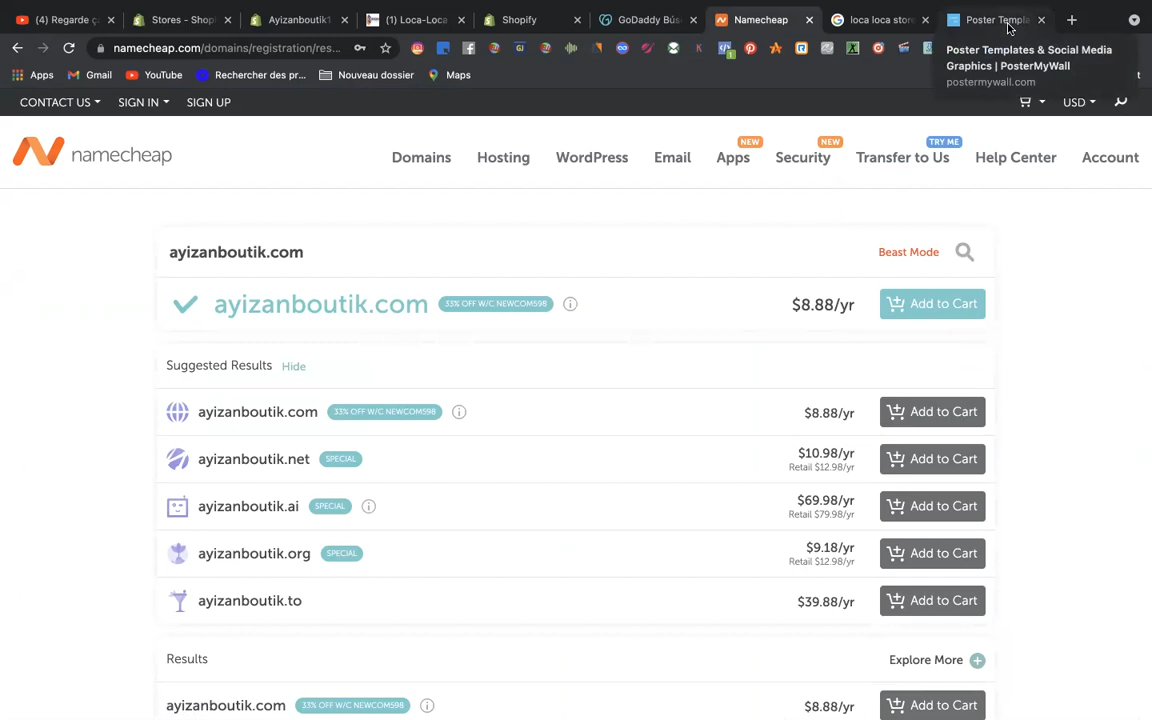 (4) Regarde ç
Stores - Shop
Ayizanboutik1
(1) Loca-Loca
Shopify
GoDaddy Bús
Namecheap
loca loca stor
Poster Templa
namecheap.com/domains/registration/res...
Poster Templates & Social Media
Graphics | PosterMyWall
postermywall.com
Apps
Gmail
YouTube
Rechercher des pr...
Nouveau dossier
Maps
CONTACT US
SIGN IN
SIGN UP
USD
namecheap
Domains
Hosting
WordPress
Email
NEW
Apps
NEW
Security
TRY ME
Transfer to Us
Help Center
Account
ayizanboutik.com
Beast Mode
ayizanboutik.com 33% OFF W/C NEWCOM598 $8.88/yr Add to Cart
Suggested Results Hide
ayizanboutik.com 33% OFF W/C NEWCOM598 $8.88/yr Add to Cart
ayizanboutik.net SPECIAL $10.98/yr Add to Cart
Retail $12.98/yr
ayizanboutik.ai SPECIAL $69.98/yr Add to Cart
Retail $79.98/yr
ayizanboutik.org SPECIAL $9.18/yr Add to Cart
Retail $12.98/yr
ayizanboutik.to $39.88/yr Add to Cart
Results Explore More
ayizanboutik.com 33% OFF W/C NEWCOM598 $8.88/yr Add to Cart